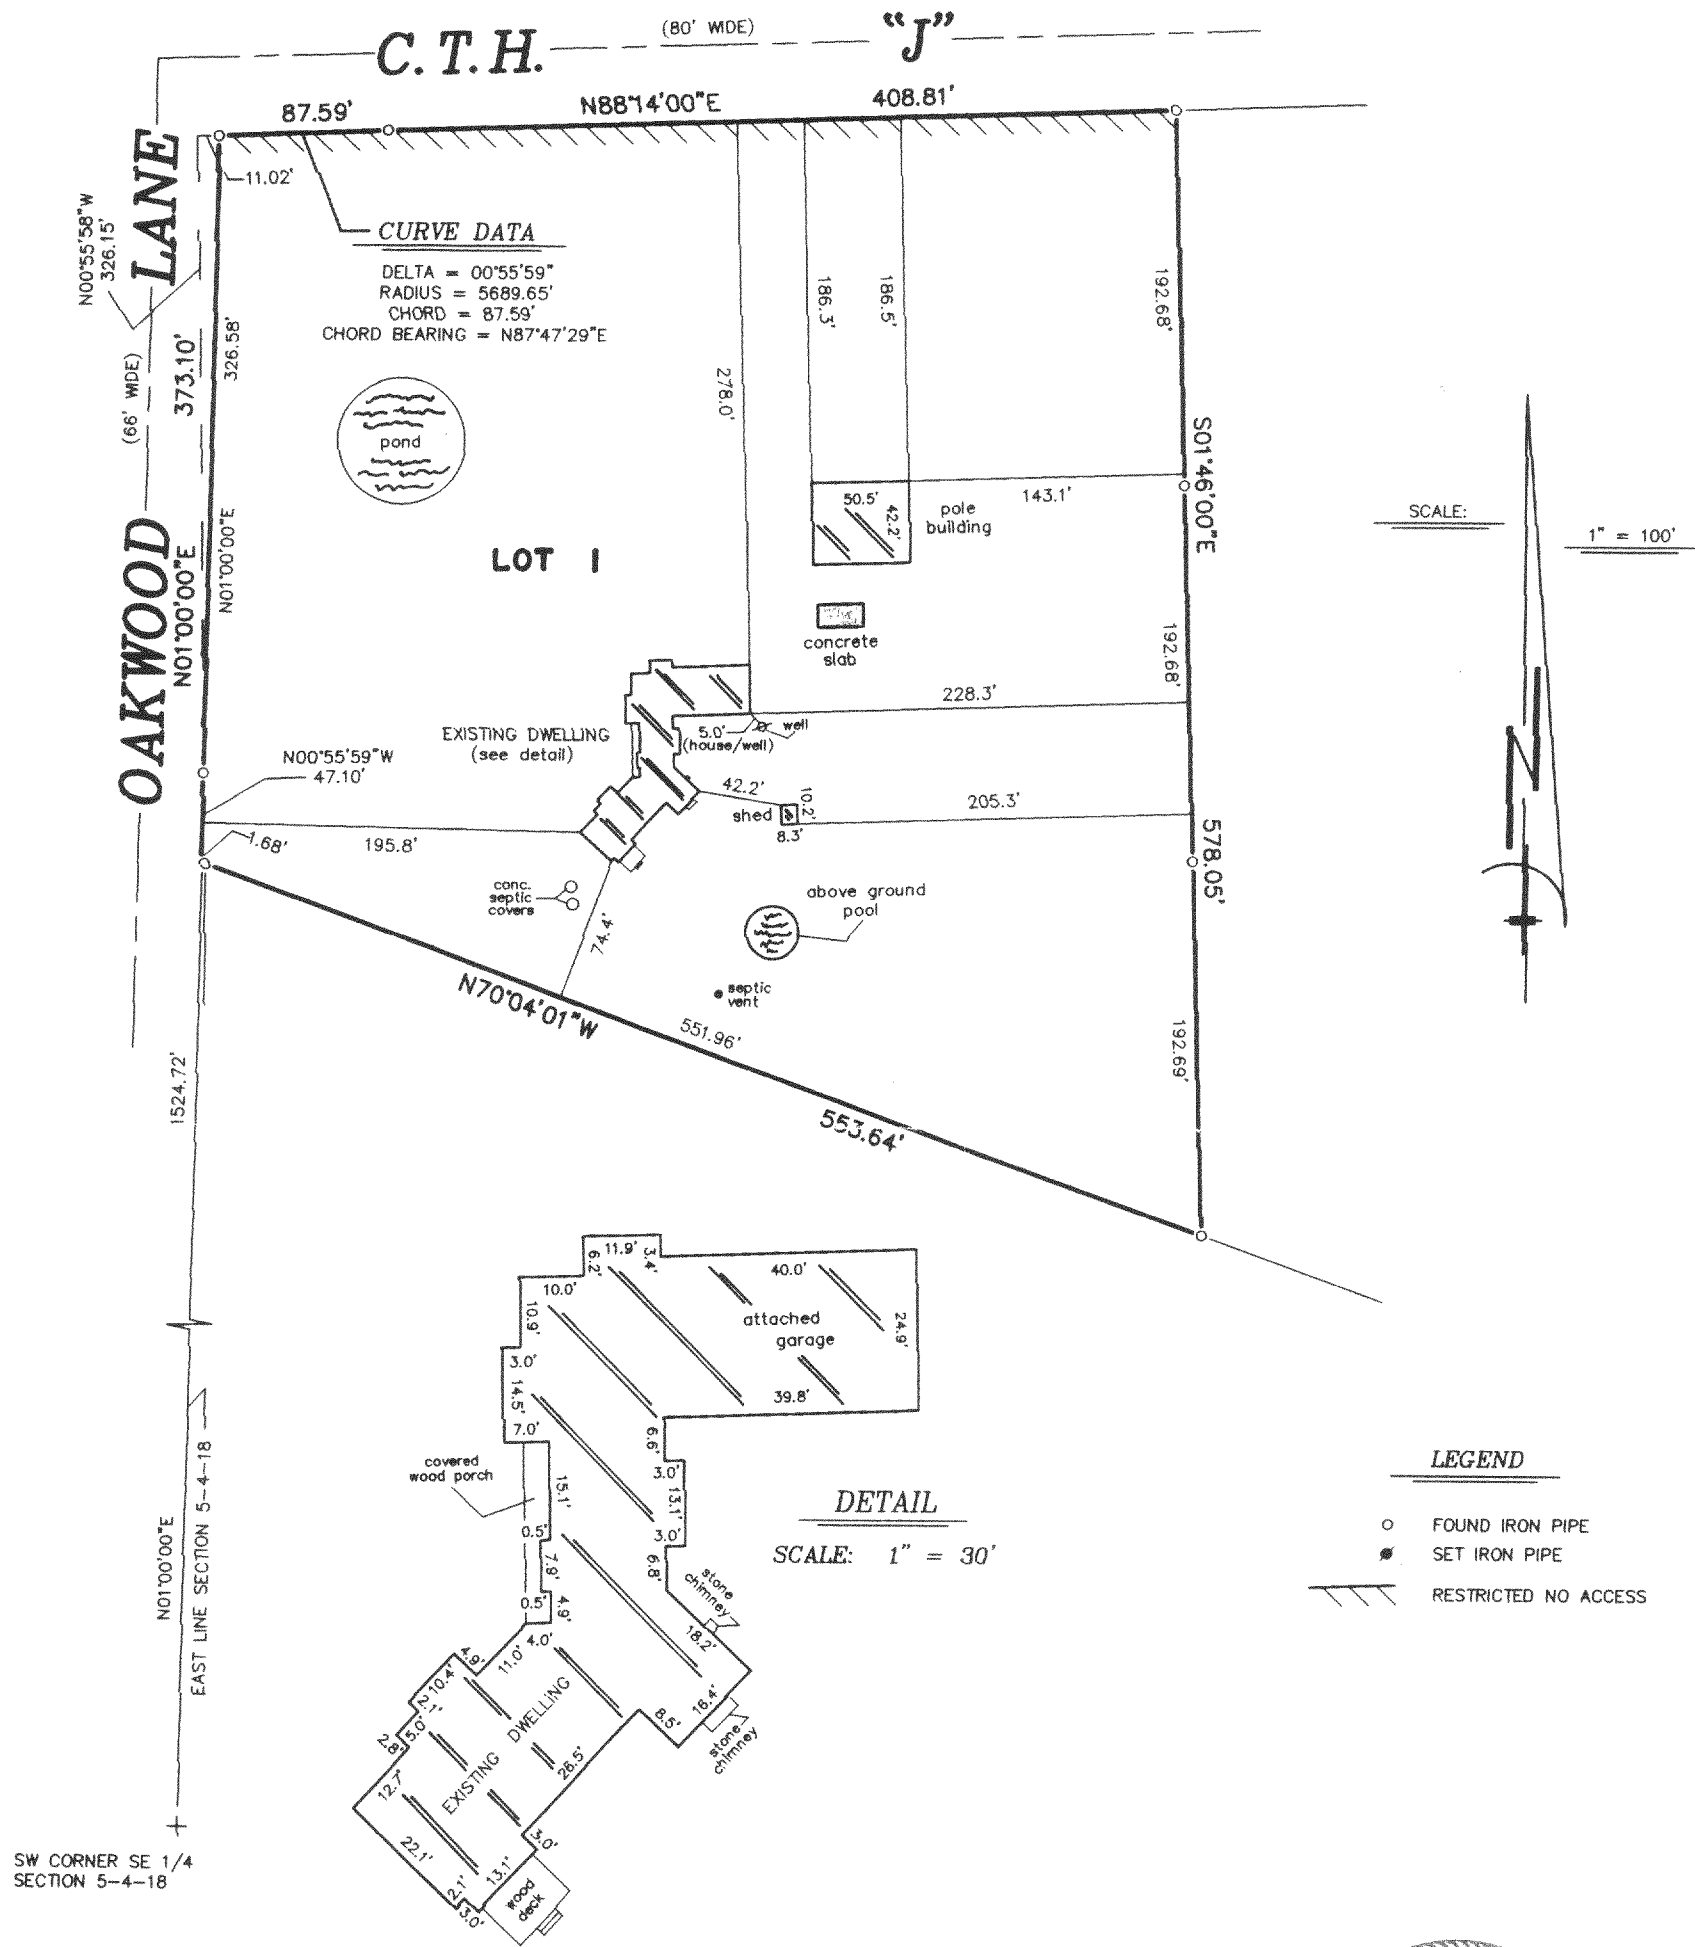 C.T.H.
(80' WIDE)
"J"
87.59'
N88°14'00"E
408.81'
11.02'
OAKWOOD LANE
(66' WIDE)
N00°55'58"W
326.15'
N01°00'00"E
373.10'
326.58'
N01°00'00"E
CURVE DATA
DELTA = 00°55'59"
RADIUS = 5689.65'
CHORD = 87.59'
CHORD BEARING = N87°47'29"E
278.0'
186.3'
186.5'
192.68'
pond
S01°46'00"E
578.05'
143.1'
50.5'
42.2'
pole
building
LOT 1
concrete
slab
192.68'
228.3'
EXISTING DWELLING
(see detail)
5.0'
(house/well)
well
N00°55'59"W
47.10'
42.2'
shed
10.2'
8.3'
205.3'
1.68'
195.8'
conc.
septic
covers
74.4'
above ground
pool
septic
vent
N70°04'01"W
551.96'
553.64'
192.69'
SCALE:
1" = 100'
N
1524.72'
N01°00'00"E
EAST LINE SECTION 5-4-18
SW CORNER SE 1/4
SECTION 5-4-18
11.9'
6.2'
3.4'
40.0'
10.0'
10.9'
attached
garage
24.9'
3.0'
14.5'
39.8'
7.0'
6.6'
covered
wood porch
15.1'
3.0'
13.1'
0.5'
3.0'
7.9'
6.8'
0.5'
4.9'
stone
chimney
18.2'
4.0'
11.0'
4.9'
10.4'
2.1'
5.0'
2.8'
12.7'
EXISTING DWELLING
8.5'
16.4'
stone
chimney
26.5'
22.1'
3.0'
13.1'
2.1'
3.0'
wood
deck
DETAIL
SCALE: 1" = 30'
LEGEND
FOUND IRON PIPE
SET IRON PIPE
RESTRICTED NO ACCESS